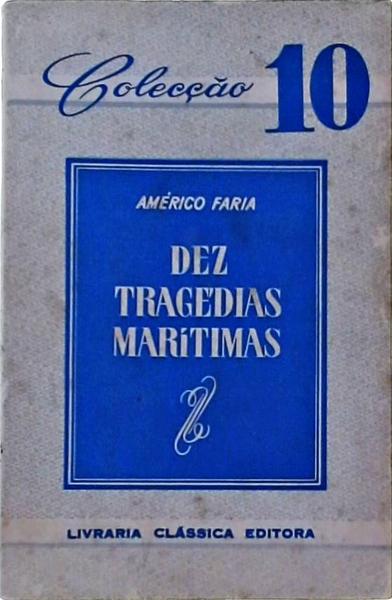 Colecção 10
AMÉRICO FARIA
DEZ
TRAGEDIAS
MARÍTIMAS
LIVRARIA CLÁSSICA EDITORA